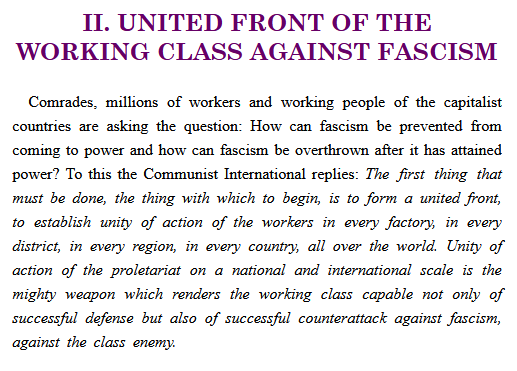 II. UNITED FRONT OF THE
WORKING CLASS AGAINST FASCISM
Comrades, millions of workers and working people of the capitalist
countries are asking the question: How can fascism be prevented from
coming to power and how can fascism be overthrown after it has attained
power? To this the Communist International replies: The first thing that
must be done, the thing with which to begin, is to form a united front,
to establish unity of action of the workers in every factory, in every
district, in every region, in every country, all over the world. Unity of
action of the proletariat on a national and international scale is the
mighty weapon which renders the working class capable not only of
successful defense but also of successful counterattack against fascism,
against the class enemy.